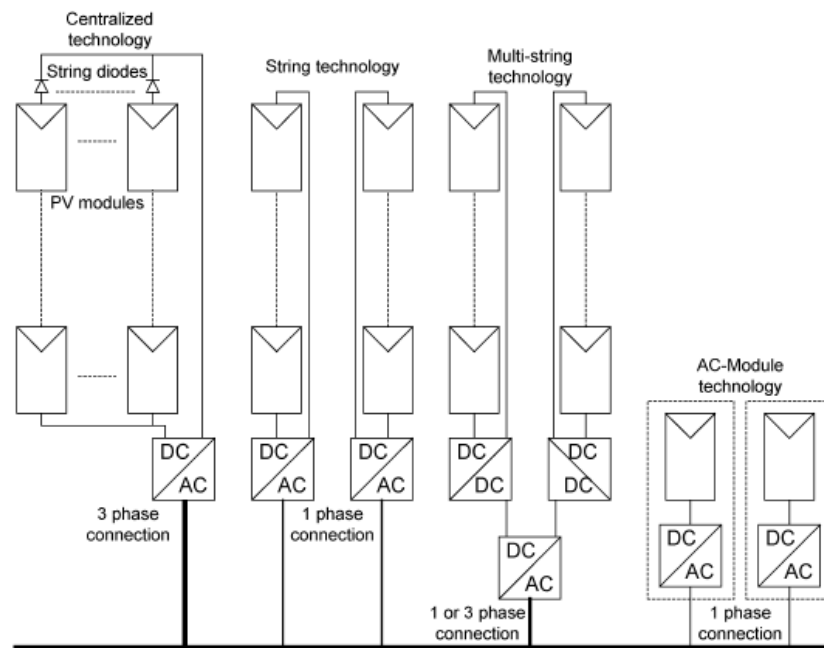 Centralized
technology
String diodes
PV modules
DC
AC
3 phase
connection
String technology
DC
AC
DC
AC
1 phase
connection
Multi-string
technology
DC
DC
DC
DC
DC
AC
1 or 3 phase
connection
AC-Module
technology
DC
AC
DC
AC
1 phase
connection